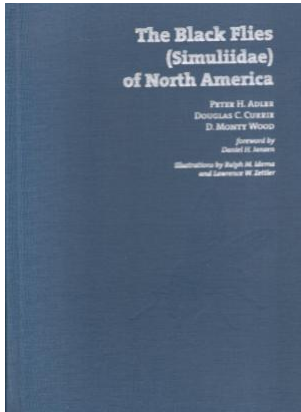 The Black Flies
(Simuliidae)
of North America
PETER H. ADLER
DOUGLAS C. CURRIE
D. MONTY WOOD
foreword by
Daniel H. Janzen
Illustrations by Ralph M. Idema
and Lawrence W. Zettler